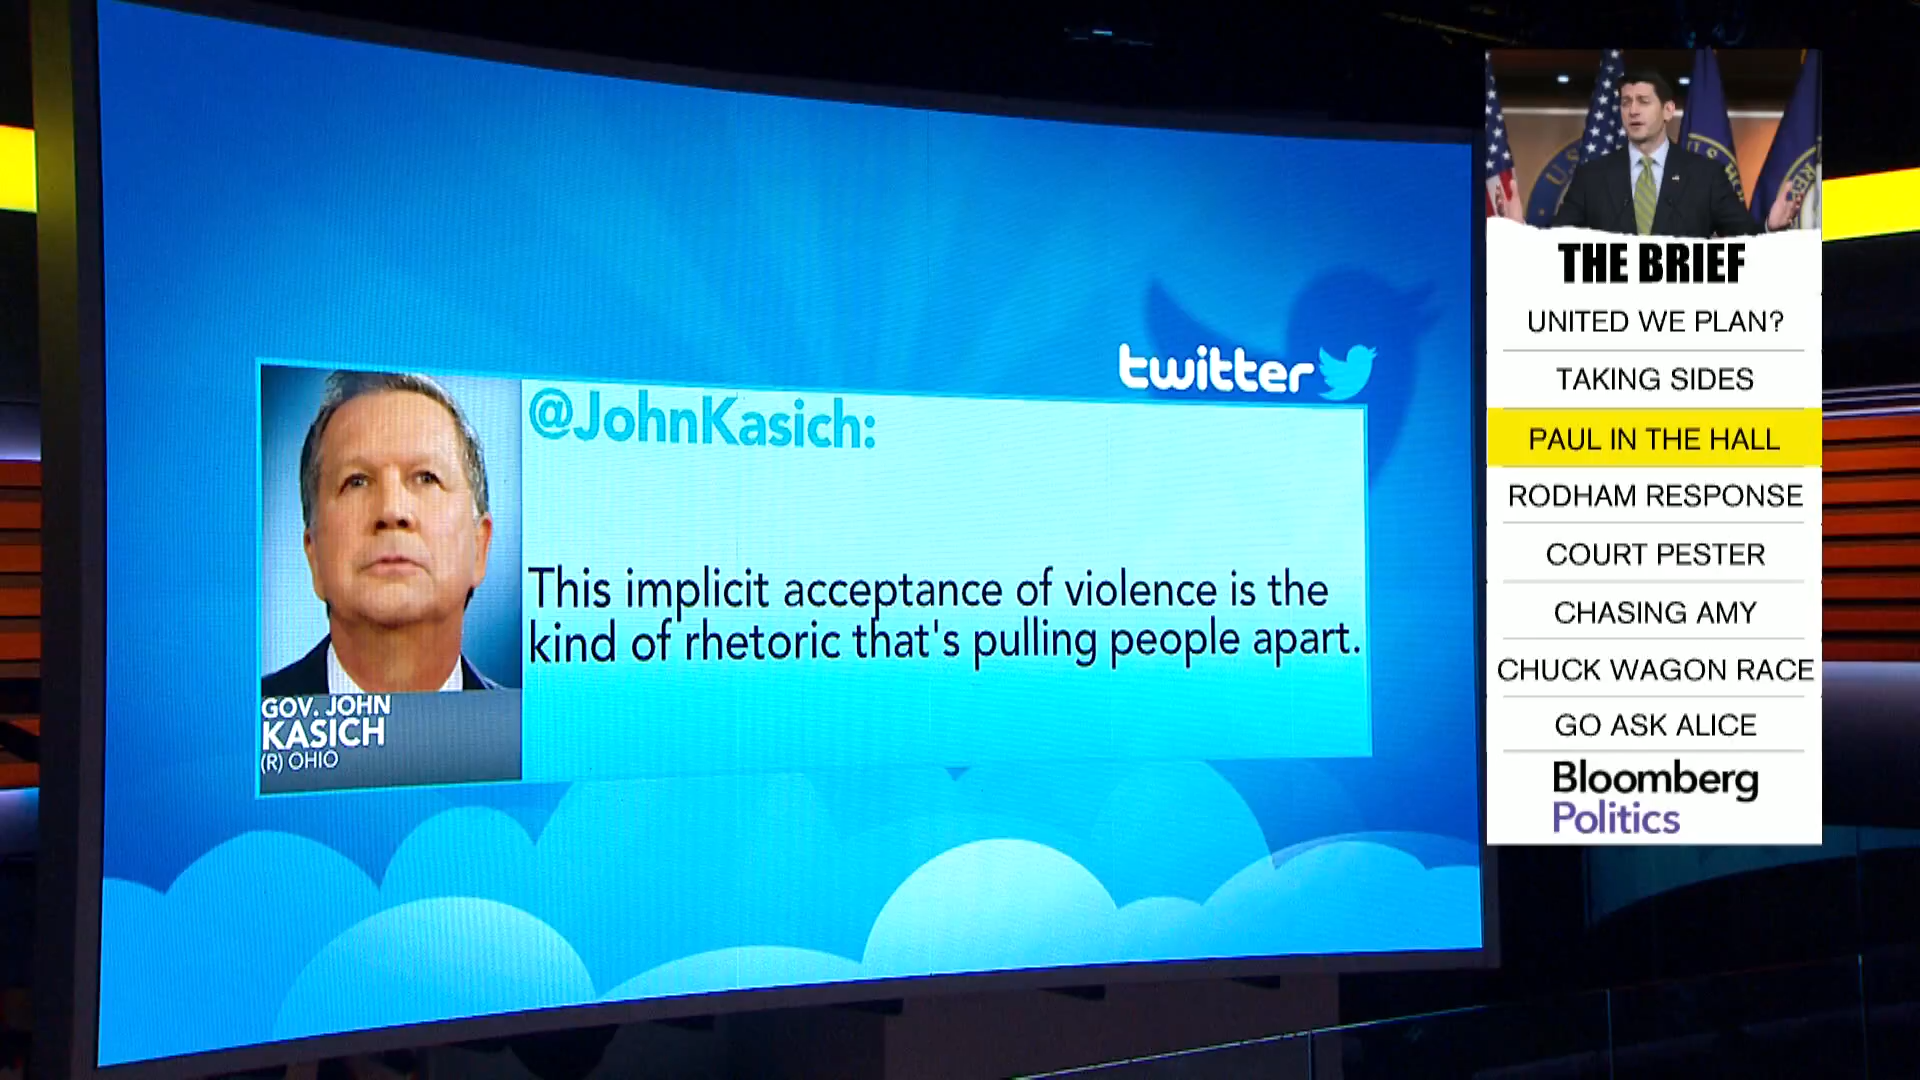 twitter
@JohnKasich:
This implicit acceptance of violence is the
kind of rhetoric that's pulling people apart.
GOV. JOHN
KASICH
(R) OHIO
THE BRIEF
UNITED WE PLAN?
TAKING SIDES
PAUL IN THE HALL
RODHAM RESPONSE
COURT PESTER
CHASING AMY
CHUCK WAGON RACE
GO ASK ALICE
Bloomberg
Politics